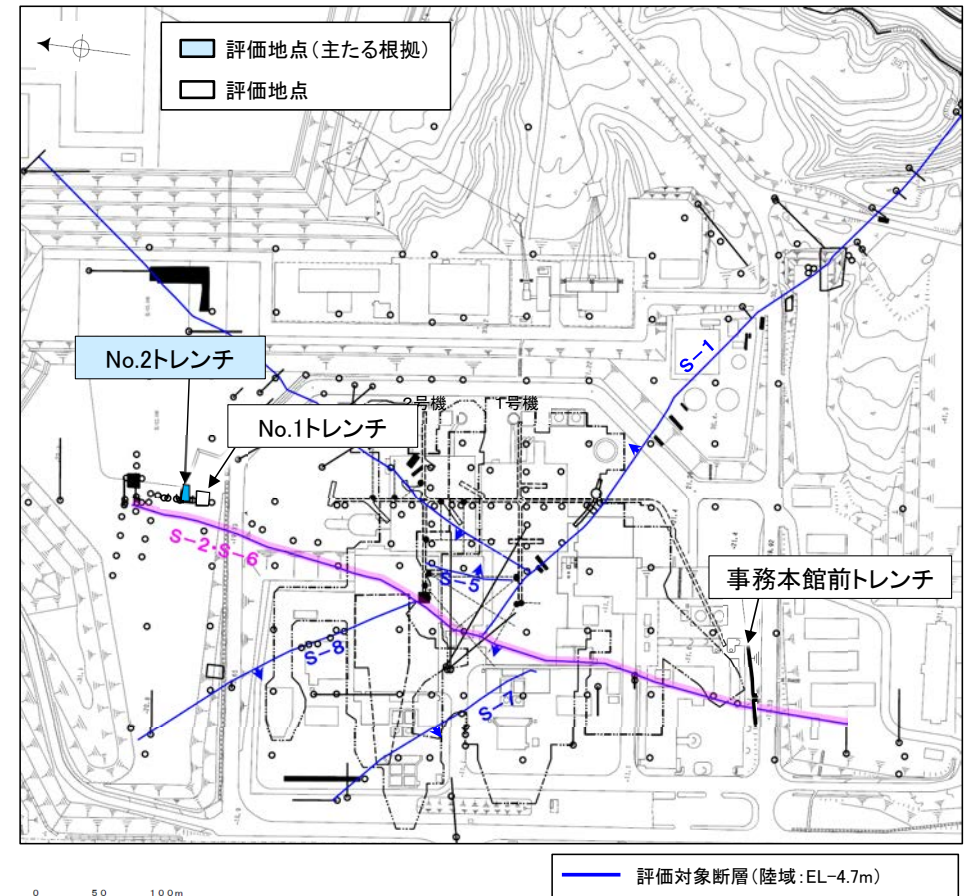 評価地点(主たる根拠)
評価地点
No.2トレンチ
No.1トレンチ
2号機
1号機
S-1
S-2・S-6
S-5
S-8
S-7
事務本館前トレンチ
0 50 100m
評価対象断層(陸域:EL-4.7m)